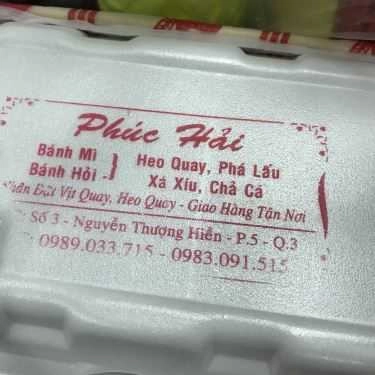 Phúc Hải
Bánh Mì
Bánh Hỏi -
Heo Quay, Phá Lấu
Xá Xíu, Chả Cá
Nhận Đặt Vịt Quay, Heo Quay - Giao Hàng Tận Nơi
Số 3 - Nguyễn Thượng Hiền - P.5 - Q.3
0989.033.715 - 0983.091.515